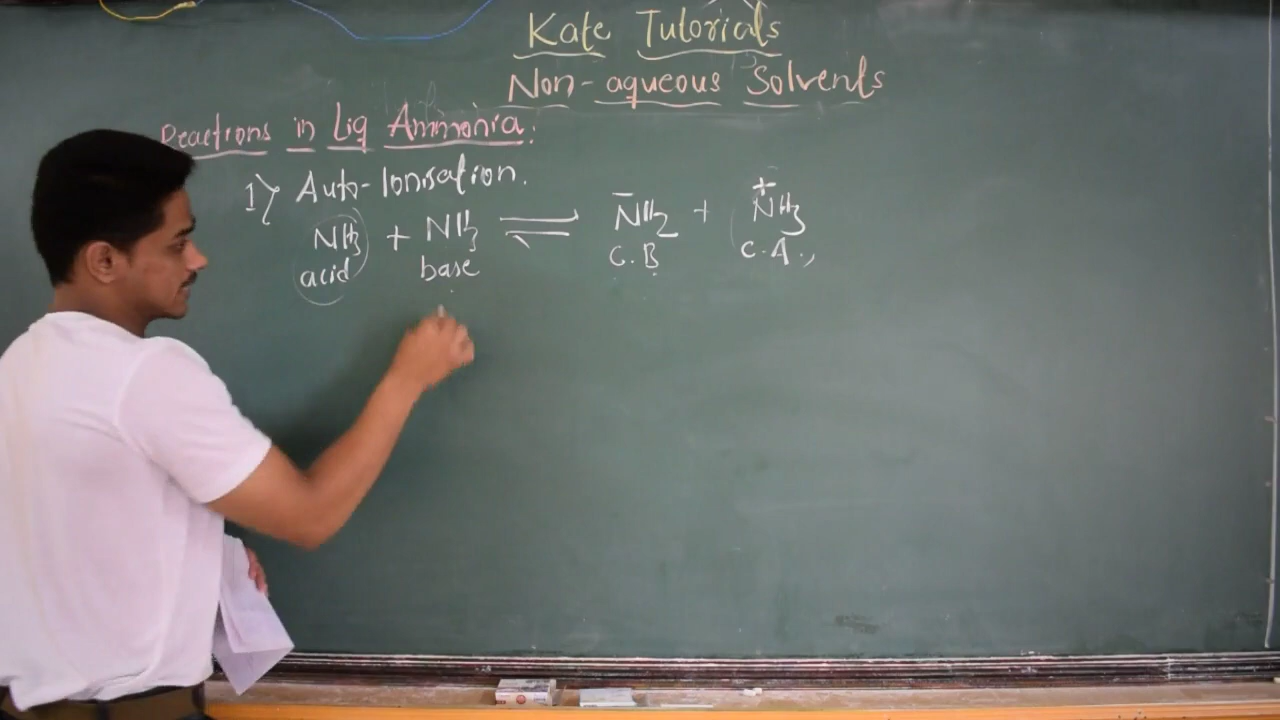 Kate Tutorials
Non-aqueous Solvents
Reactions in Liq Ammonia.
1) Auto-Ionisation.
NH3 + NH3 ⇌ N̄H2 + N⁺H3
acid base C.B C.A.,